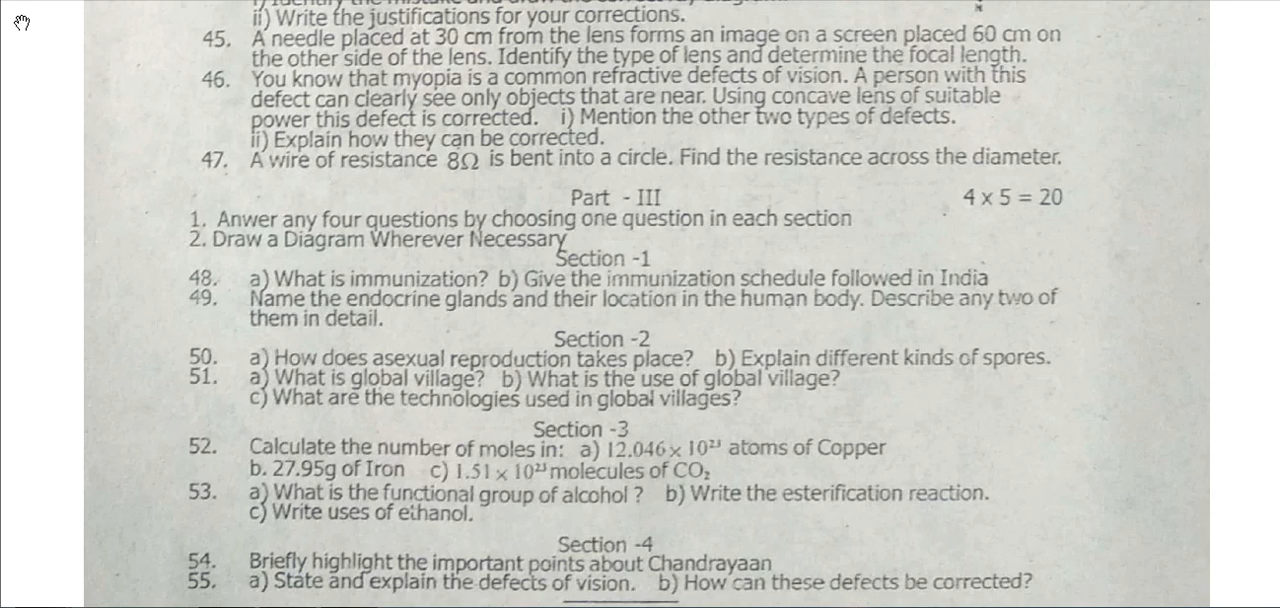 ii) Write the justifications for your corrections.
45. A needle placed at 30 cm from the lens forms an image on a screen placed 60 cm on
the other side of the lens. Identify the type of lens and determine the focal length.
46. You know that myopia is a common refractive defects of vision. A person with this
defect can clearly see only objects that are near. Using concave lens of suitable
power this defect is corrected. i) Mention the other two types of defects.
ii) Explain how they can be corrected.
47. A wire of resistance 8Ω is bent into a circle. Find the resistance across the diameter.
Part - III 4 x 5 = 20
1. Anwer any four questions by choosing one question in each section
2. Draw a Diagram Wherever Necessary
Section -1
48. a) What is immunization? b) Give the immunization schedule followed in India
49. Name the endocrine glands and their location in the human body. Describe any two of
them in detail.
Section -2
50. a) How does asexual reproduction takes place? b) Explain different kinds of spores.
51. a) What is global village? b) What is the use of global village?
c) What are the technologies used in global villages?
Section -3
52. Calculate the number of moles in: a) 12.046 × 10²³ atoms of Copper
b. 27.95g of Iron c) 1.51 × 10²³ molecules of CO₂
53. a) What is the functional group of alcohol ? b) Write the esterification reaction.
c) Write uses of ethanol.
Section -4
54. Briefly highlight the important points about Chandrayaan
55. a) State and explain the defects of vision. b) How can these defects be corrected?